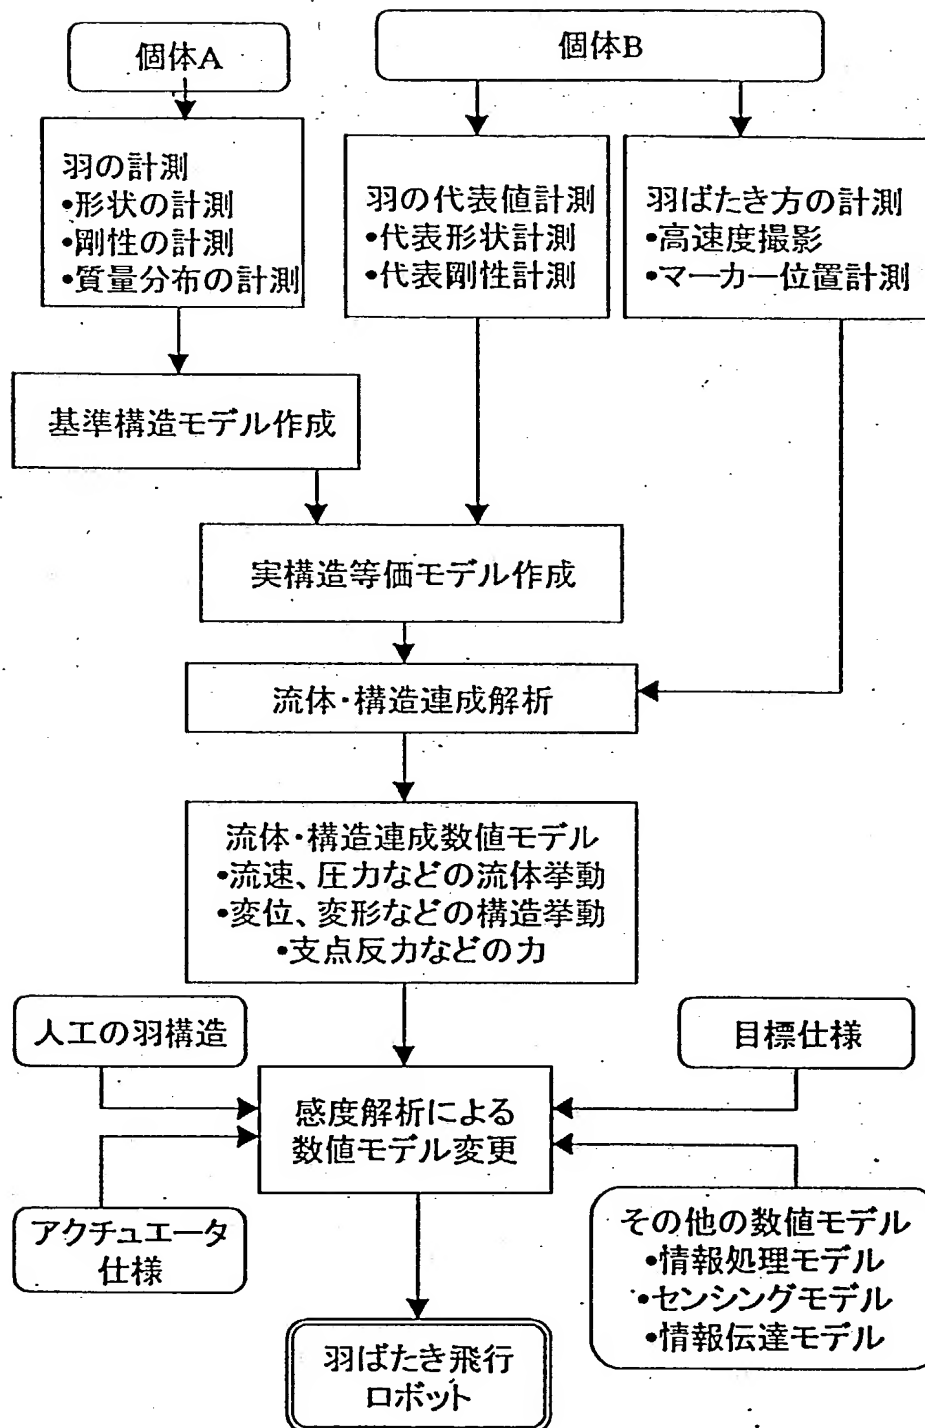 個体A
個体B
羽の計測
•形状の計測
•剛性の計測
•質量分布の計測
羽の代表値計測
•代表形状計測
•代表剛性計測
羽ばたき方の計測
•高速度撮影
•マーカー位置計測
基準構造モデル作成
実構造等価モデル作成
流体・構造連成解析
流体・構造連成数値モデル
•流速、圧力などの流体挙動
•変位、変形などの構造挙動
•支点反力などの力
人工の羽構造
目標仕様
感度解析による
数値モデル変更
アクチュエータ
仕様
その他の数値モデル
•情報処理モデル
•センシングモデル
•情報伝達モデル
羽ばたき飛行
ロボット